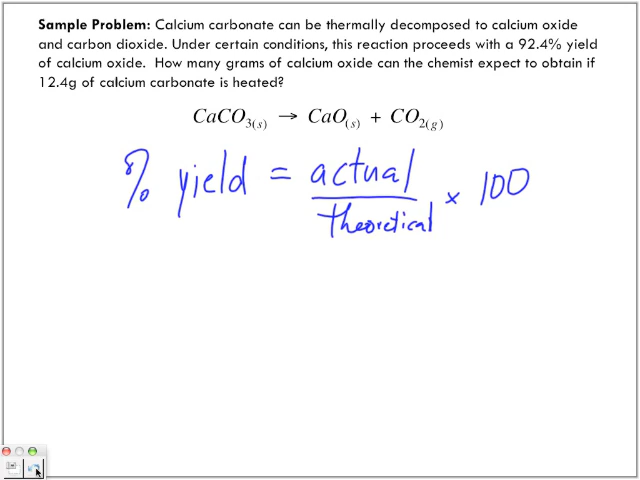 Sample Problem: Calcium carbonate can be thermally decomposed to calcium oxide
and carbon dioxide. Under certain conditions, this reaction proceeds with a 92.4% yield
of calcium oxide.  How many grams of calcium oxide can the chemist expect to obtain if
12.4g of calcium carbonate is heated?
CaCO3(s) → CaO(s) + CO2(g)
% yield = actual / theoretical × 100